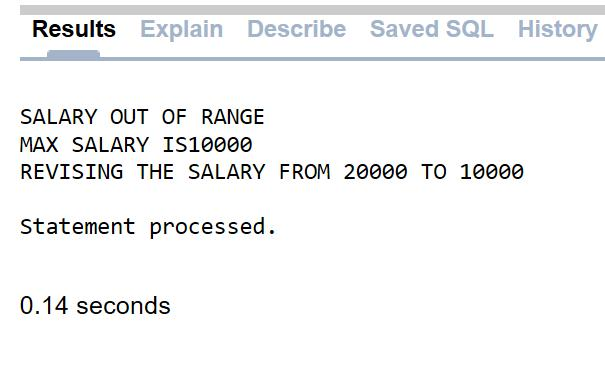 Results Explain Describe Saved SQL History
SALARY OUT OF RANGE
MAX SALARY IS10000
REVISING THE SALARY FROM 20000 TO 10000
Statement processed.
0.14 seconds